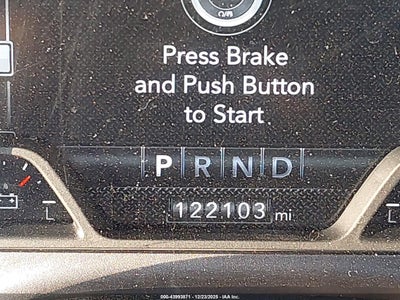 Press Brake
and Push Button
to Start
P R N D
122103 mi
L L
000-43993871 - 12/23/2025 - IAA Inc.